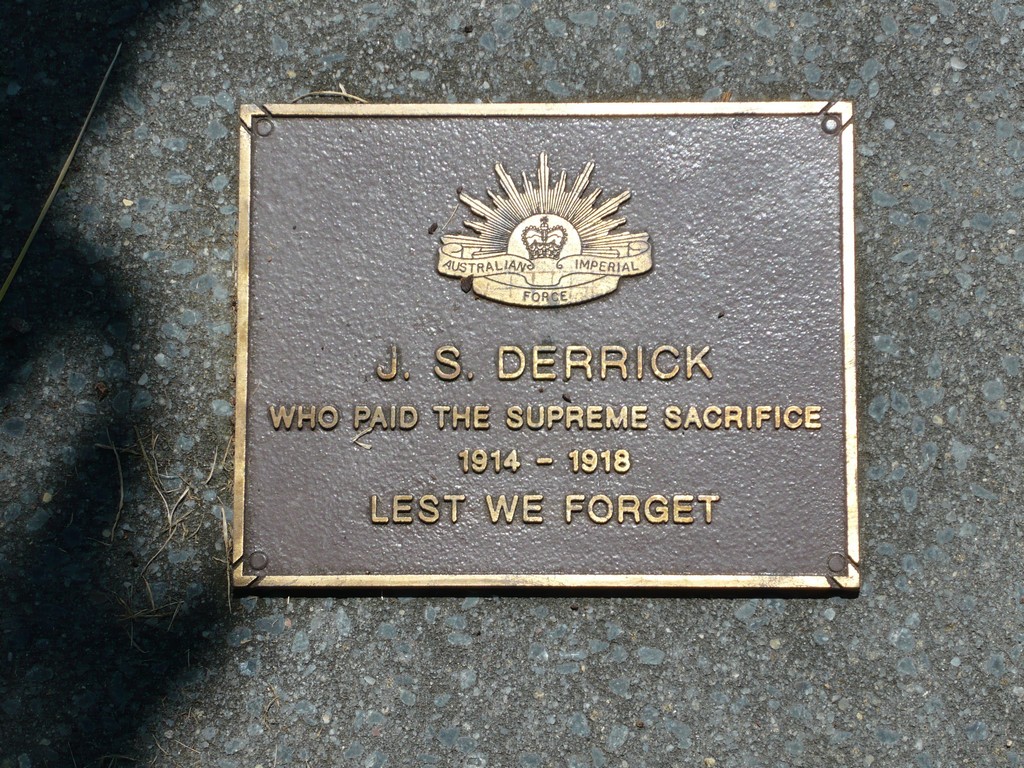 AUSTRALIAN IMPERIAL
FORCE
J. S. DERRICK
WHO PAID THE SUPREME SACRIFICE
1914 - 1918
LEST WE FORGET